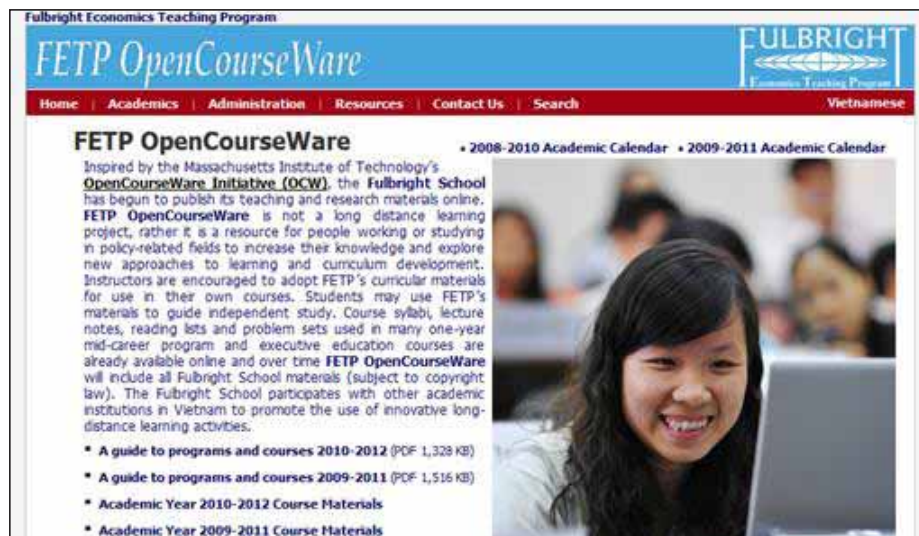 Fulbright Economics Teaching Program
FETP OpenCourseWare
FULBRIGHT
Economics Teaching Program
Home | Academics | Administration | Resources | Contact Us | Search
Vietnamese
FETP OpenCourseWare
• 2008-2010 Academic Calendar • 2009-2011 Academic Calendar
Inspired by the Massachusetts Institute of Technology's
OpenCourseWare Initiative (OCW), the Fulbright School
has begun to publish its teaching and research materials online.
FETP OpenCourseWare is not a long distance learning
project, rather it is a resource for people working or studying
in policy-related fields to increase their knowledge and explore
new approaches to learning and curriculum development.
Instructors are encouraged to adopt FETP's curricular materials
for use in their own courses. Students may use FETP's
materials to guide independent study. Course syllabi, lecture
notes, reading lists and problem sets used in many one-year
mid-career program and executive education courses are
already available online and over time FETP OpenCourseWare
will include all Fulbright School materials (subject to copyright
law). The Fulbright School participates with other academic
institutions in Vietnam to promote the use of innovative long-
distance learning activities.
• A guide to programs and courses 2010-2012 (PDF 1,328 KB)
• A guide to programs and courses 2009-2011 (PDF 1,516 KB)
• Academic Year 2010-2012 Course Materials
• Academic Year 2009-2011 Course Materials